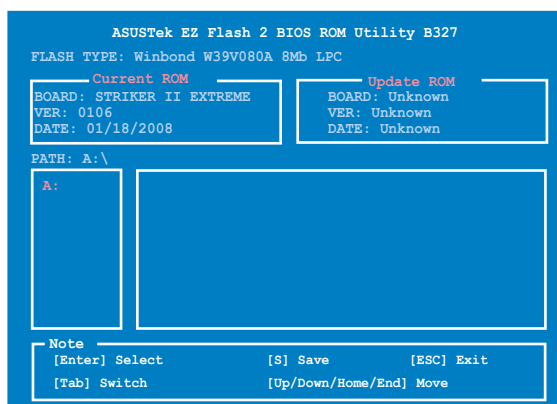 ASUSTek EZ Flash 2 BIOS ROM Utility B327
FLASH TYPE: Winbond W39V080A 8Mb LPC
Current ROM
BOARD: STRIKER II EXTREME
VER: 0106
DATE: 01/18/2008
Update ROM
BOARD: Unknown
VER: Unknown
DATE: Unknown
PATH: A:\
A:
Note
[Enter] Select [S] Save [ESC] Exit
[Tab] Switch [Up/Down/Home/End] Move